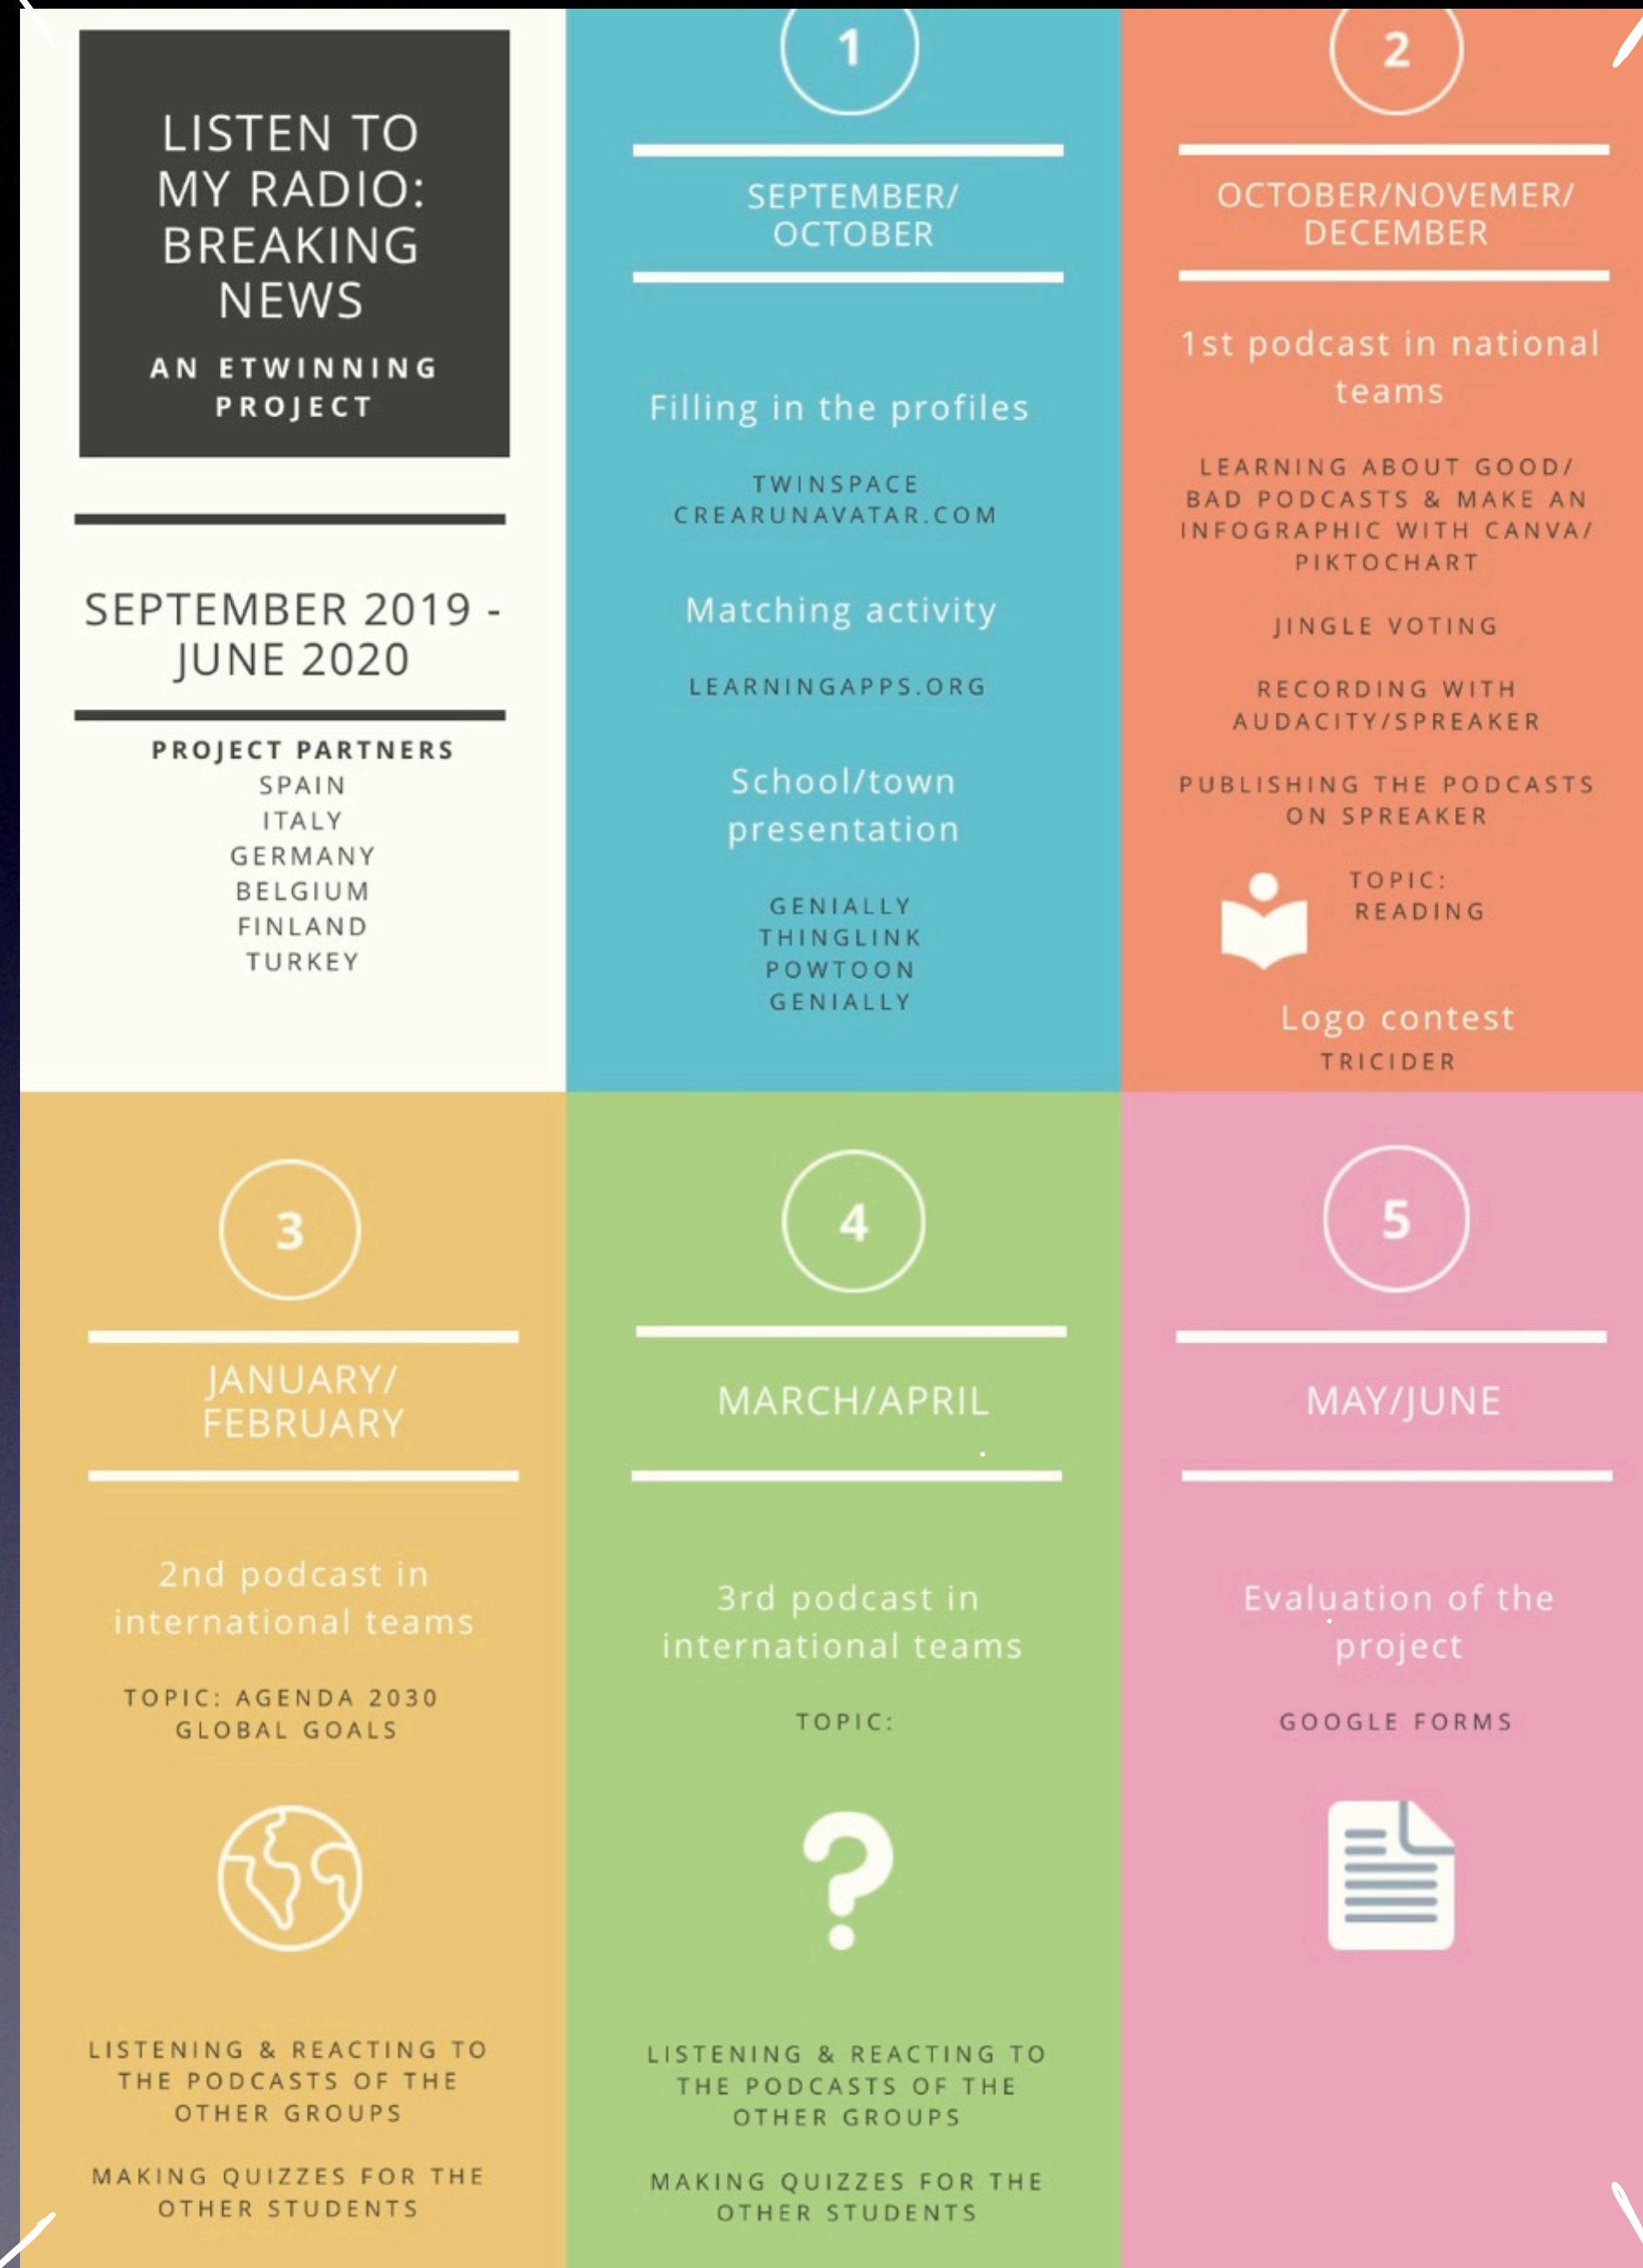 LISTEN TO
MY RADIO:
BREAKING
NEWS
AN ETWINNING
PROJECT
SEPTEMBER 2019 -
JUNE 2020
PROJECT PARTNERS
SPAIN
ITALY
GERMANY
BELGIUM
FINLAND
TURKEY
1
SEPTEMBER/
OCTOBER
Filling in the profiles
TWINSPACE
CREARUNAVATAR.COM
Matching activity
LEARNINGAPPS.ORG
School/town
presentation
GENIALLY
THINGLINK
POWTOON
GENIALLY
2
OCTOBER/NOVEMER/
DECEMBER
1st podcast in national
teams
LEARNING ABOUT GOOD/
BAD PODCASTS & MAKE AN
INFOGRAPHIC WITH CANVA/
PIKTOCHART
JINGLE VOTING
RECORDING WITH
AUDACITY/SPREAKER
PUBLISHING THE PODCASTS
ON SPREAKER
TOPIC:
READING
Logo contest
TRICIDER
3
JANUARY/
FEBRUARY
2nd podcast in
international teams
TOPIC: AGENDA 2030
GLOBAL GOALS
LISTENING & REACTING TO
THE PODCASTS OF THE
OTHER GROUPS
MAKING QUIZZES FOR THE
OTHER STUDENTS
4
MARCH/APRIL
3rd podcast in
international teams
TOPIC:
?
LISTENING & REACTING TO
THE PODCASTS OF THE
OTHER GROUPS
MAKING QUIZZES FOR THE
OTHER STUDENTS
5
MAY/JUNE
Evaluation of the
project
GOOGLE FORMS